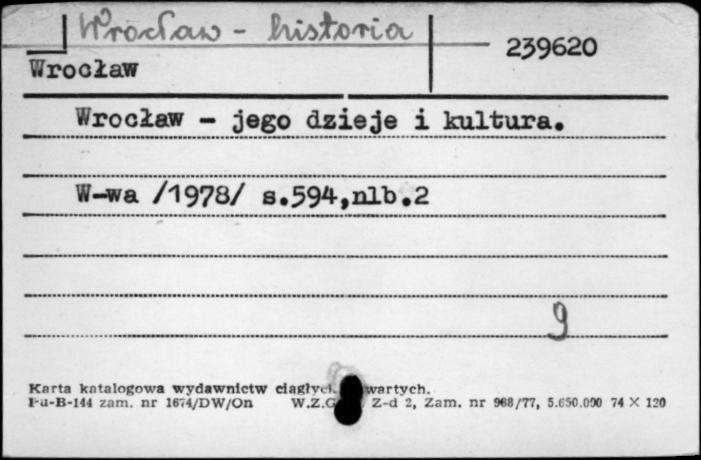 Wrocław - historia
239620
Wrocław
Wrocław - jego dzieje i kultura.
W-wa /1978/ s.594,nlb.2
9
Karta katalogowa wydawnictw wartych.
Pu-B-144 zam. nr 1674/DW/On W.Z.G Z-d 2, Zam. nr 968/77, 5.650.000 74 X 120